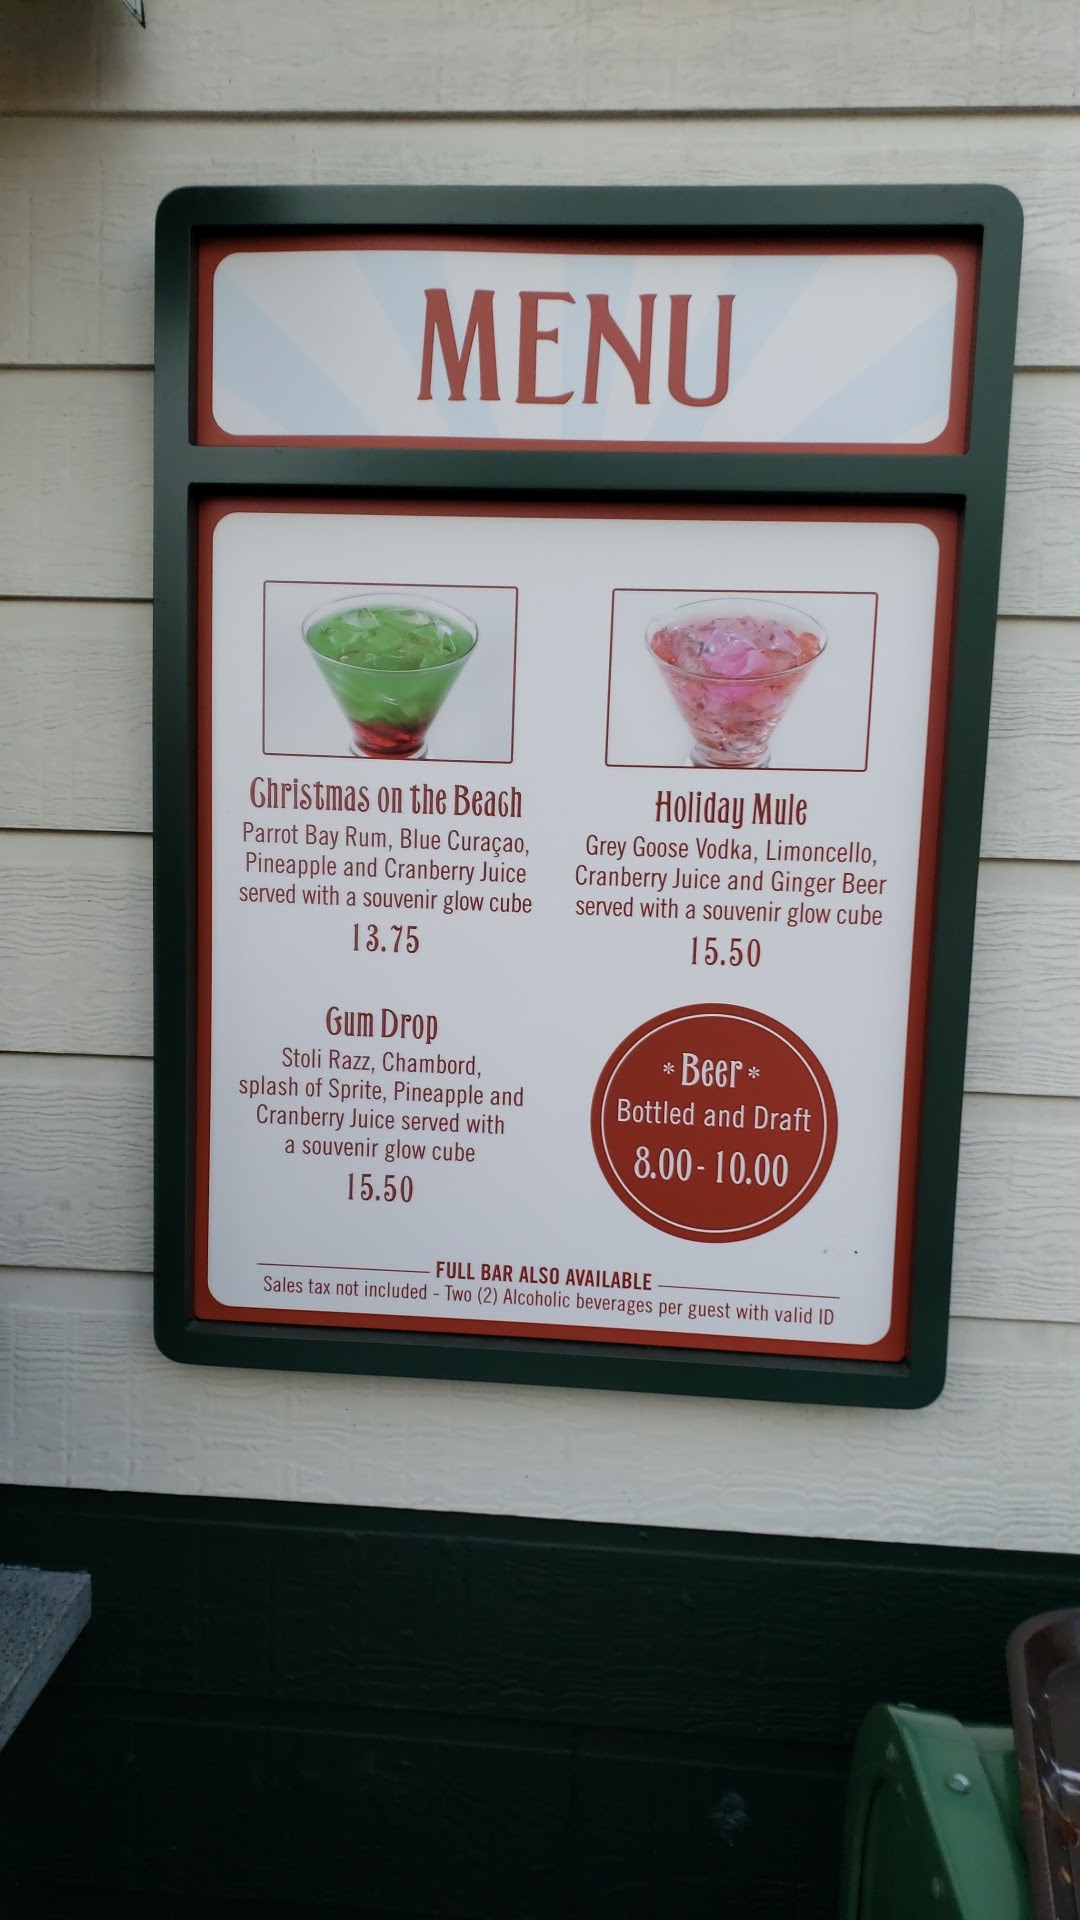 MENU
Christmas on the Beach
Parrot Bay Rum, Blue Curaçao,
Pineapple and Cranberry Juice
served with a souvenir glow cube
13.75
Holiday Mule
Grey Goose Vodka, Limoncello,
Cranberry Juice and Ginger Beer
served with a souvenir glow cube
15.50
Gum Drop
Stoli Razz, Chambord,
splash of Sprite, Pineapple and
Cranberry Juice served with
a souvenir glow cube
15.50
* Beer *
Bottled and Draft
8.00 - 10.00
FULL BAR ALSO AVAILABLE
Sales tax not included - Two (2) Alcoholic beverages per guest with valid ID